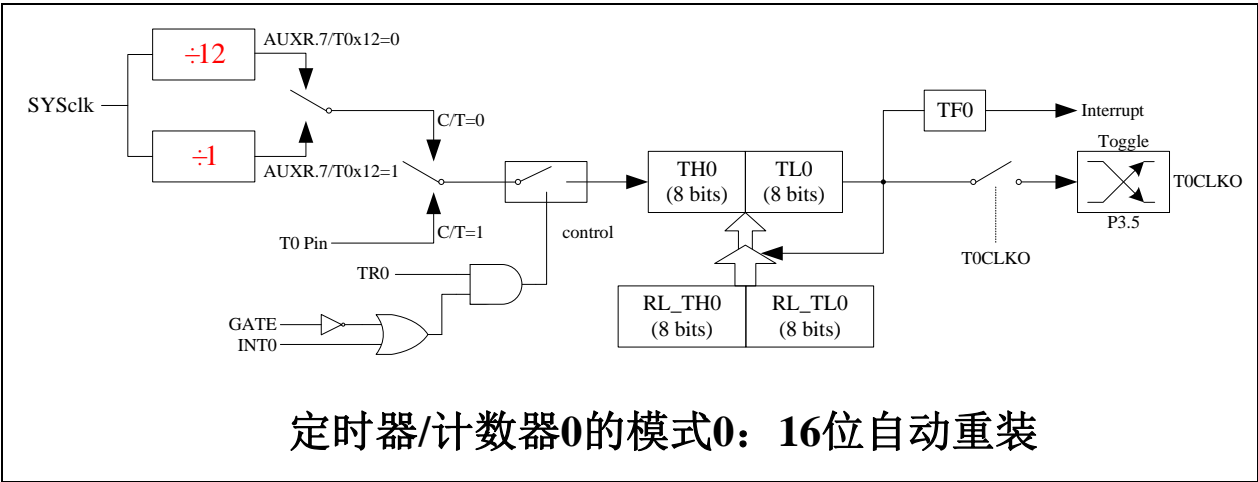 ÷12
AUXR.7/T0x12=0
SYSclk
÷1
AUXR.7/T0x12=1
C/T=0
T0 Pin
C/T=1
control
TR0
GATE
INT0
TH0
(8 bits)
TL0
(8 bits)
RL_TH0
(8 bits)
RL_TL0
(8 bits)
TF0
Interrupt
Toggle
T0CLKO
P3.5
T0CLKO
定时器/计数器0的模式0：16位自动重装